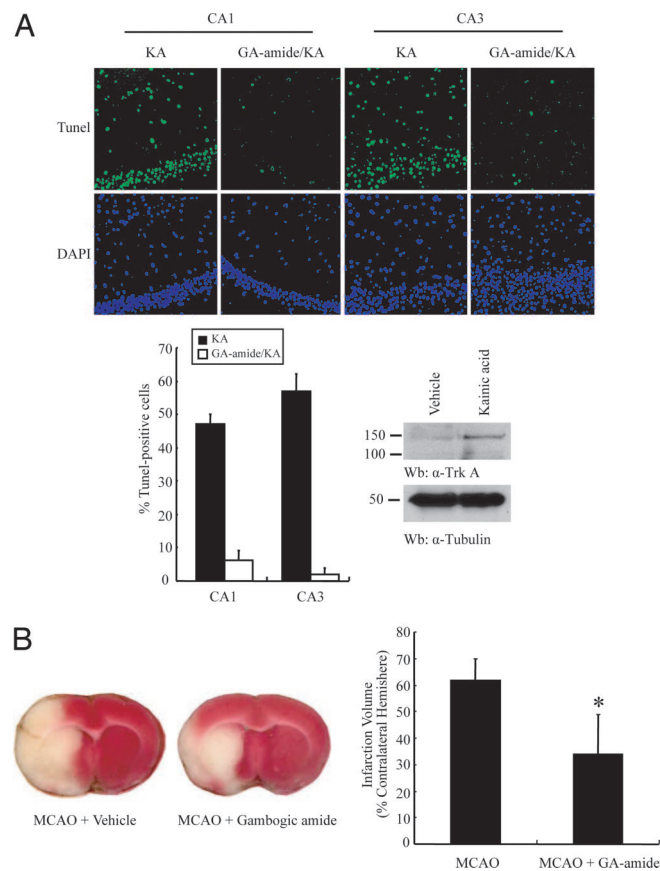 A
CA1 CA3
KA GA-amide/KA KA GA-amide/KA
Tunel
DAPI
KA
GA-amide/KA
% Tunel-positive cells
70
60
50
40
30
20
10
0
CA1 CA3
Vehicle
Kainic acid
150
100
Wb: α-Trk A
50
Wb: α-Tubulin
B
MCAO + Vehicle MCAO + Gambogic amide
Infarction Volume
(% Contralateral Hemishere)
80
70
60
50
40
30
20
10
0
*
MCAO MCAO + GA-amide